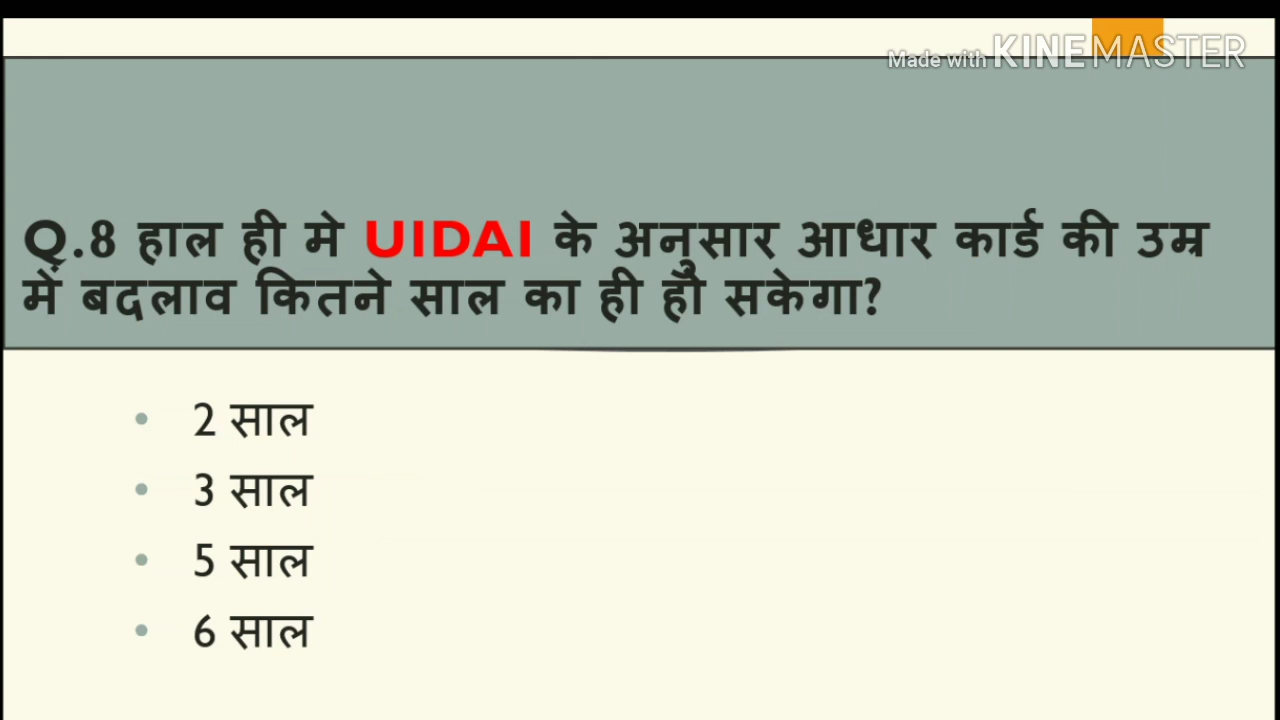 Made with KINEMASTER
Q.8 हाल ही मे UIDAI के अनुसार आधार कार्ड की उम्र
में बदलाव कितने साल का ही हो सकेगा?
• 2 साल
• 3 साल
• 5 साल
• 6 साल